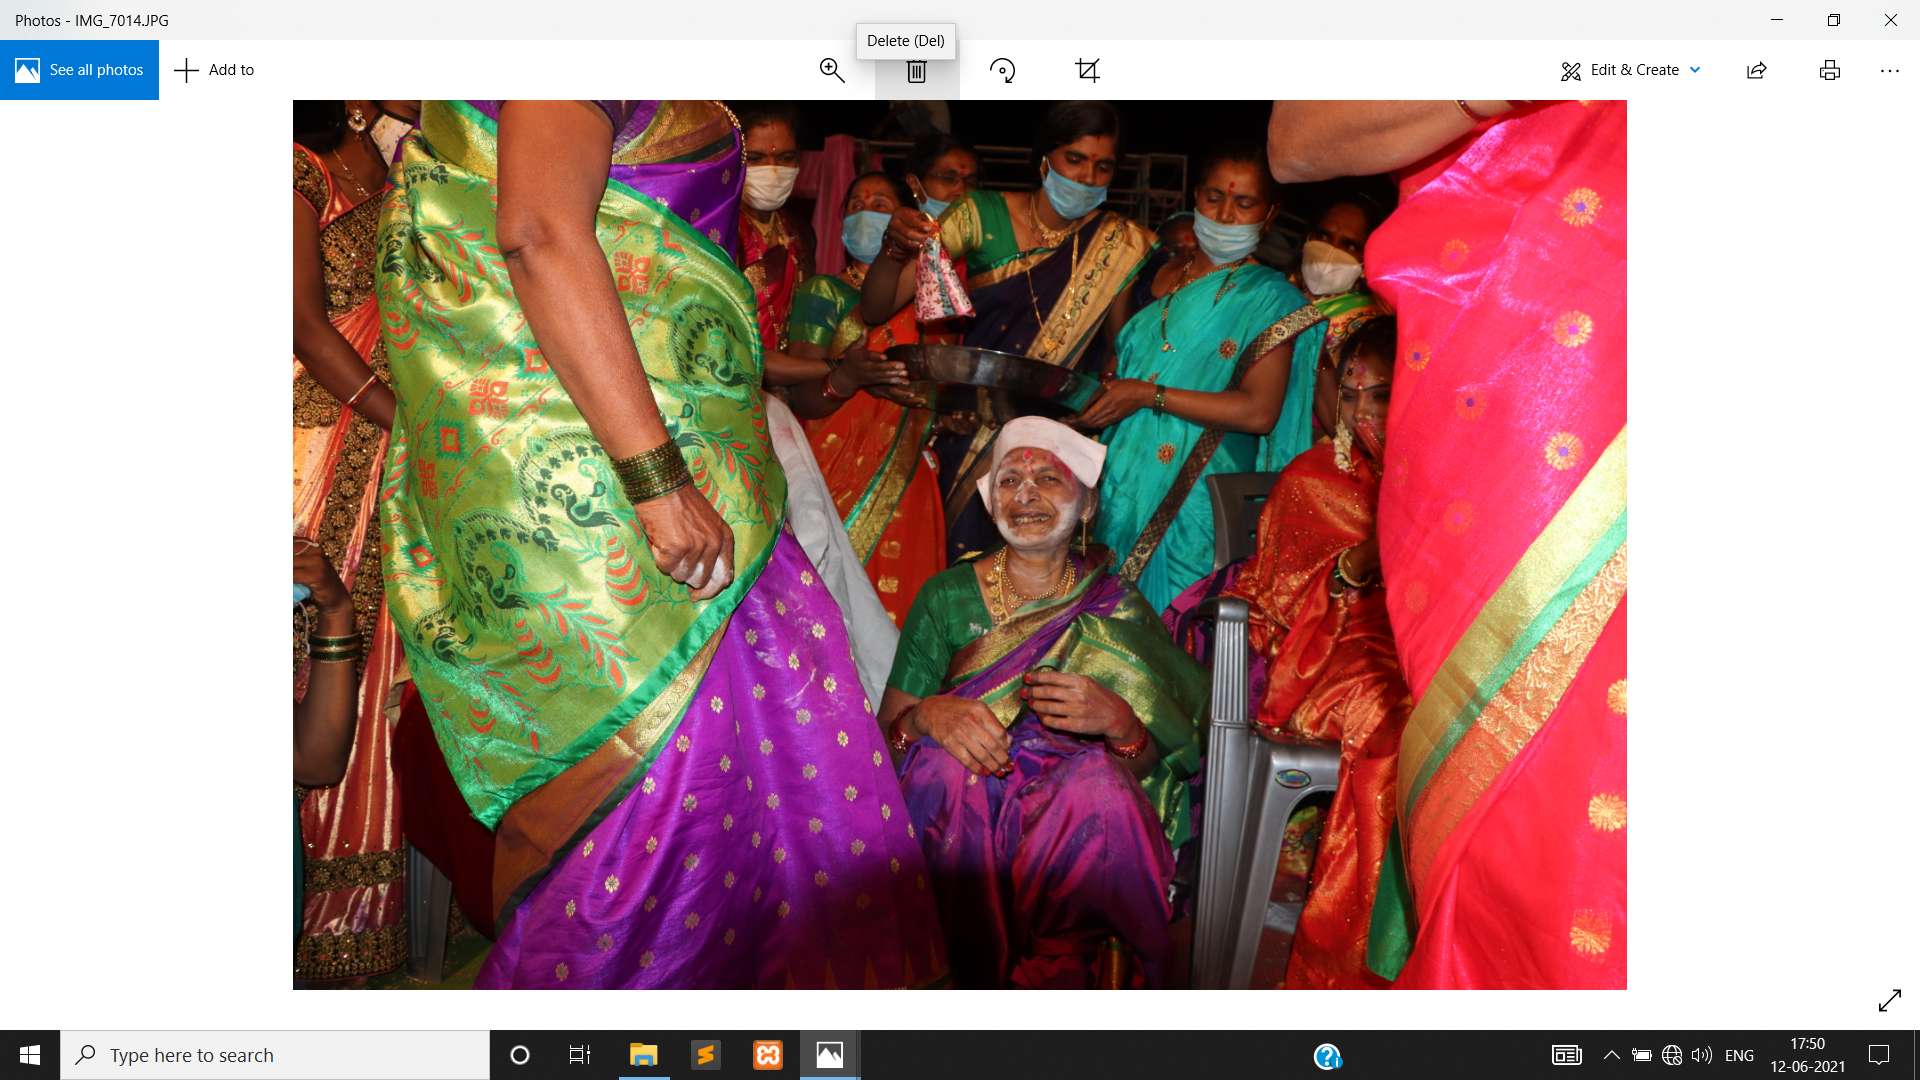 Photos - IMG_7014.JPG
Delete (Del)
See all photos
Add to
Edit & Create
Type here to search
ENG
17:50
12-06-2021